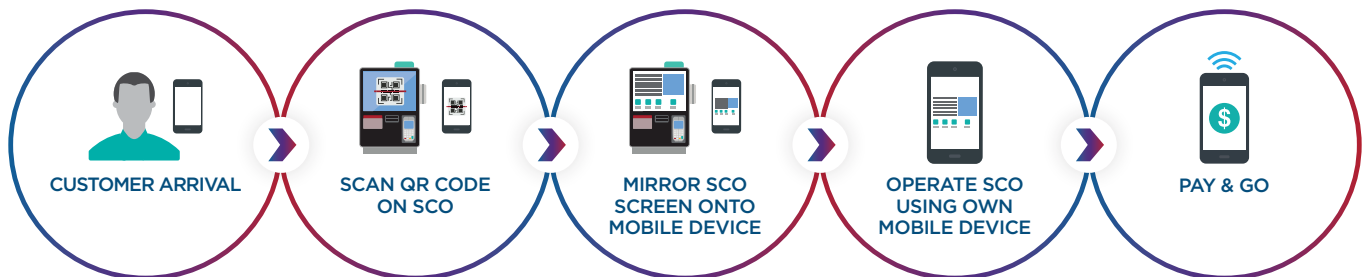 CUSTOMER ARRIVAL
SCAN QR CODE
ON SCO
MIRROR SCO
SCREEN ONTO
MOBILE DEVICE
OPERATE SCO
USING OWN
MOBILE DEVICE
$
PAY & GO